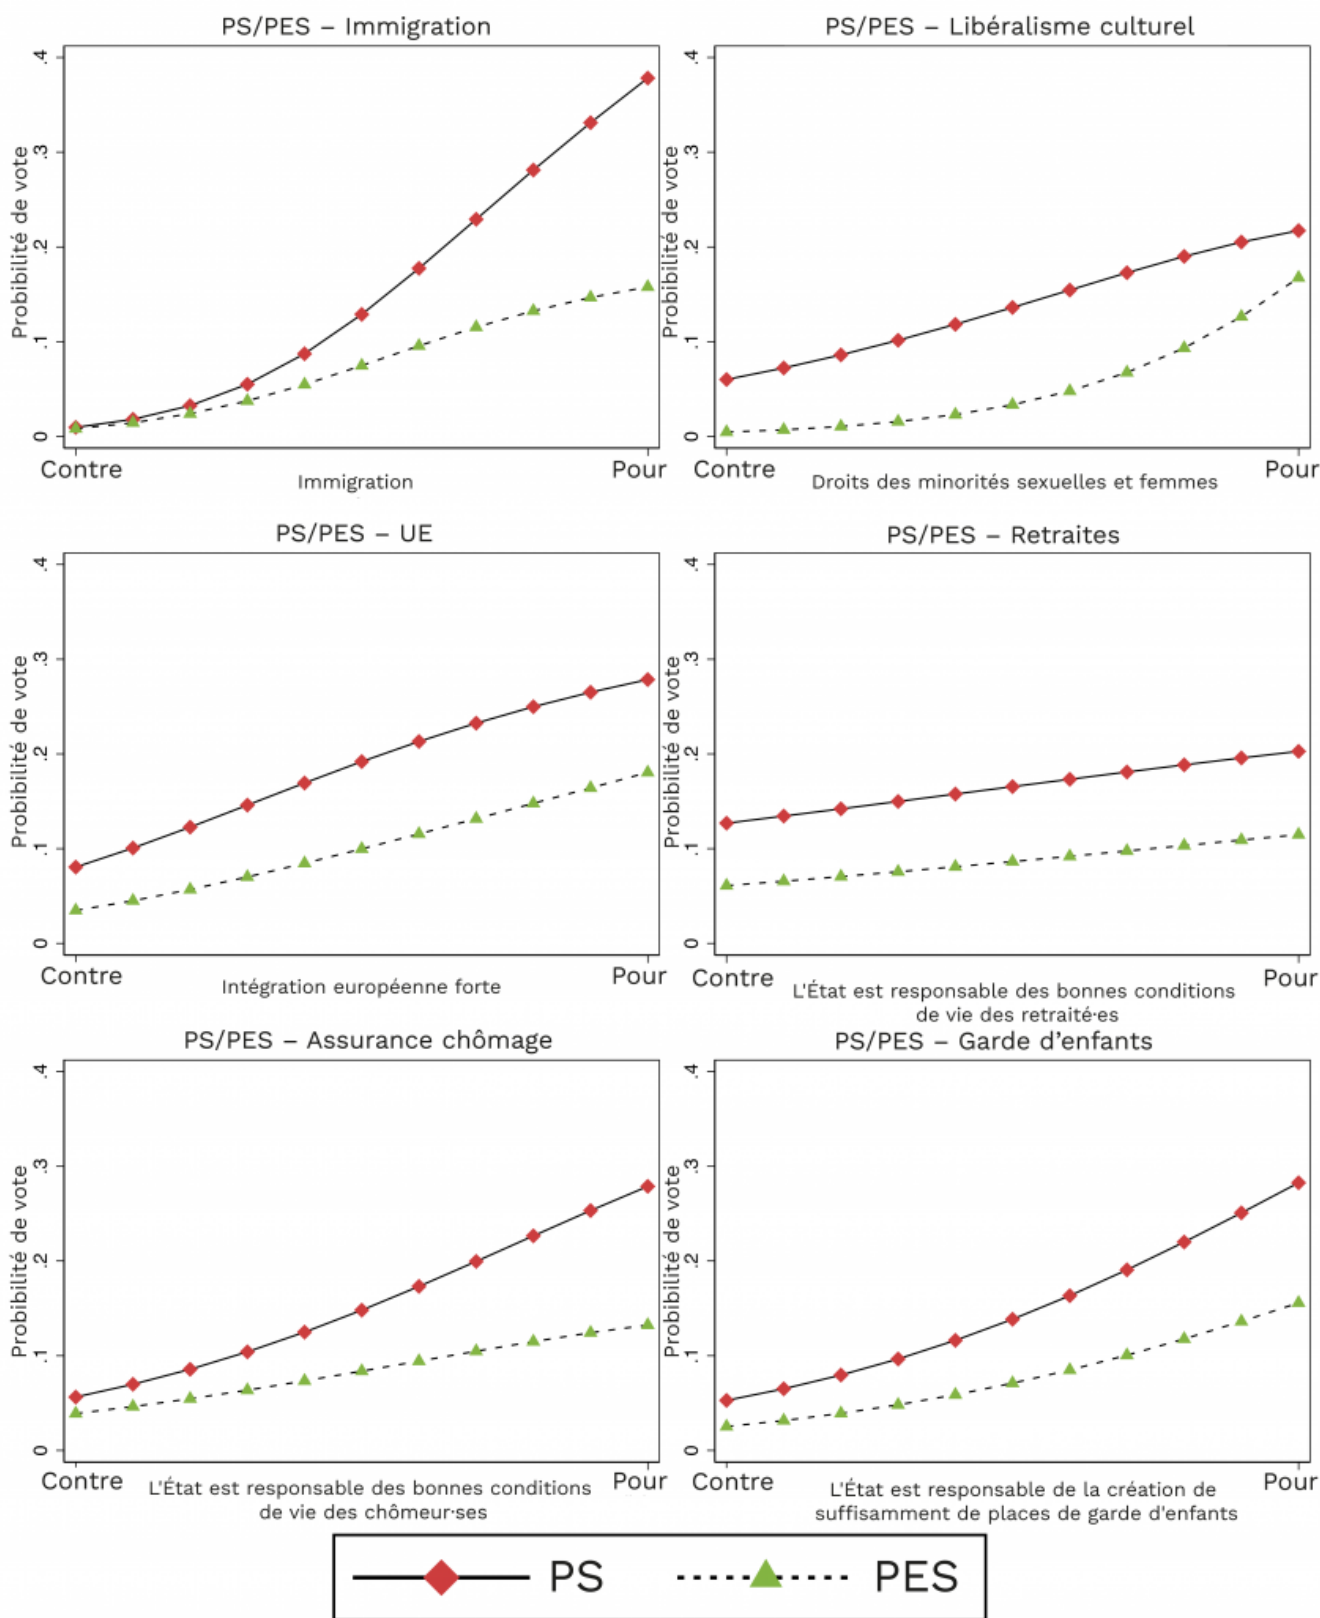 PS/PES – Immigration
Probibilité de vote
.4
.3
.2
.1
0
Contre
Pour
Immigration
PS/PES – Libéralisme culturel
Probibilité de vote
.4
.3
.2
.1
0
Contre
Pour
Droits des minorités sexuelles et femmes
PS/PES – UE
Probibilité de vote
.4
.3
.2
.1
0
Contre
Pour
Intégration européenne forte
PS/PES – Retraites
Probibilité de vote
.4
.3
.2
.1
0
Contre
Pour
L'État est responsable des bonnes conditions
de vie des retraité·es
PS/PES – Assurance chômage
Probibilité de vote
.4
.3
.2
.1
0
Contre
Pour
L'État est responsable des bonnes conditions
de vie des chômeur·ses
PS/PES – Garde d’enfants
Probibilité de vote
.4
.3
.2
.1
0
Contre
Pour
L'État est responsable de la création de
suffisamment de places de garde d'enfants
PS
PES